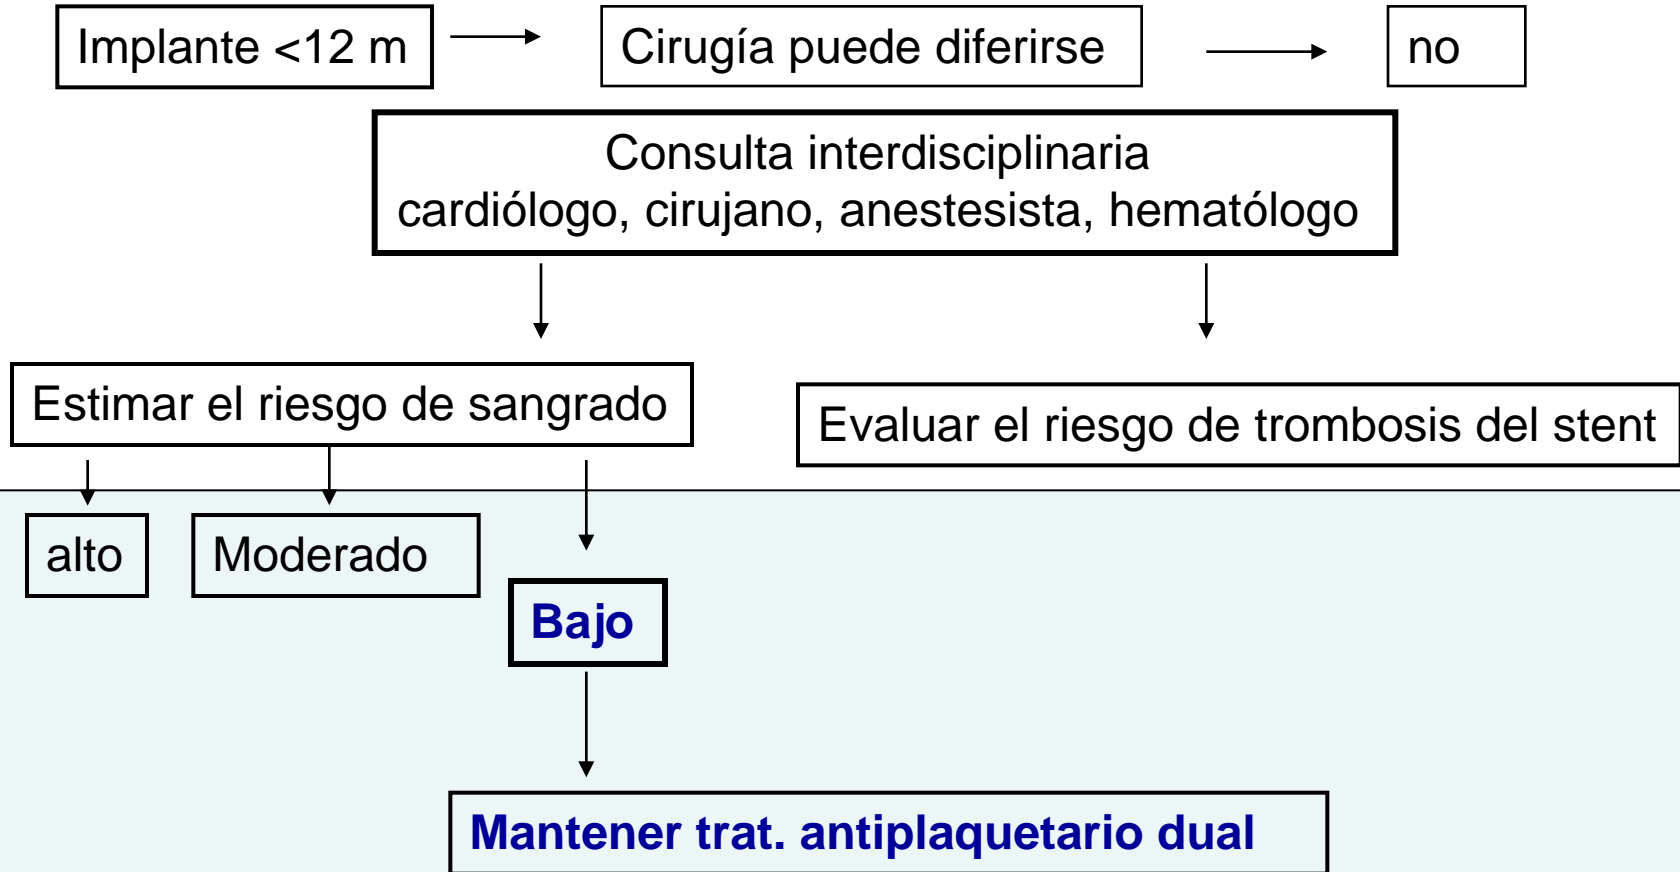 Implante <12 m
Cirugía puede diferirse
no
Consulta interdisciplinaria
cardiólogo, cirujano, anestesista, hematólogo
Estimar el riesgo de sangrado
Evaluar el riesgo de trombosis del stent
alto
Moderado
Bajo
Mantener trat. antiplaquetario dual